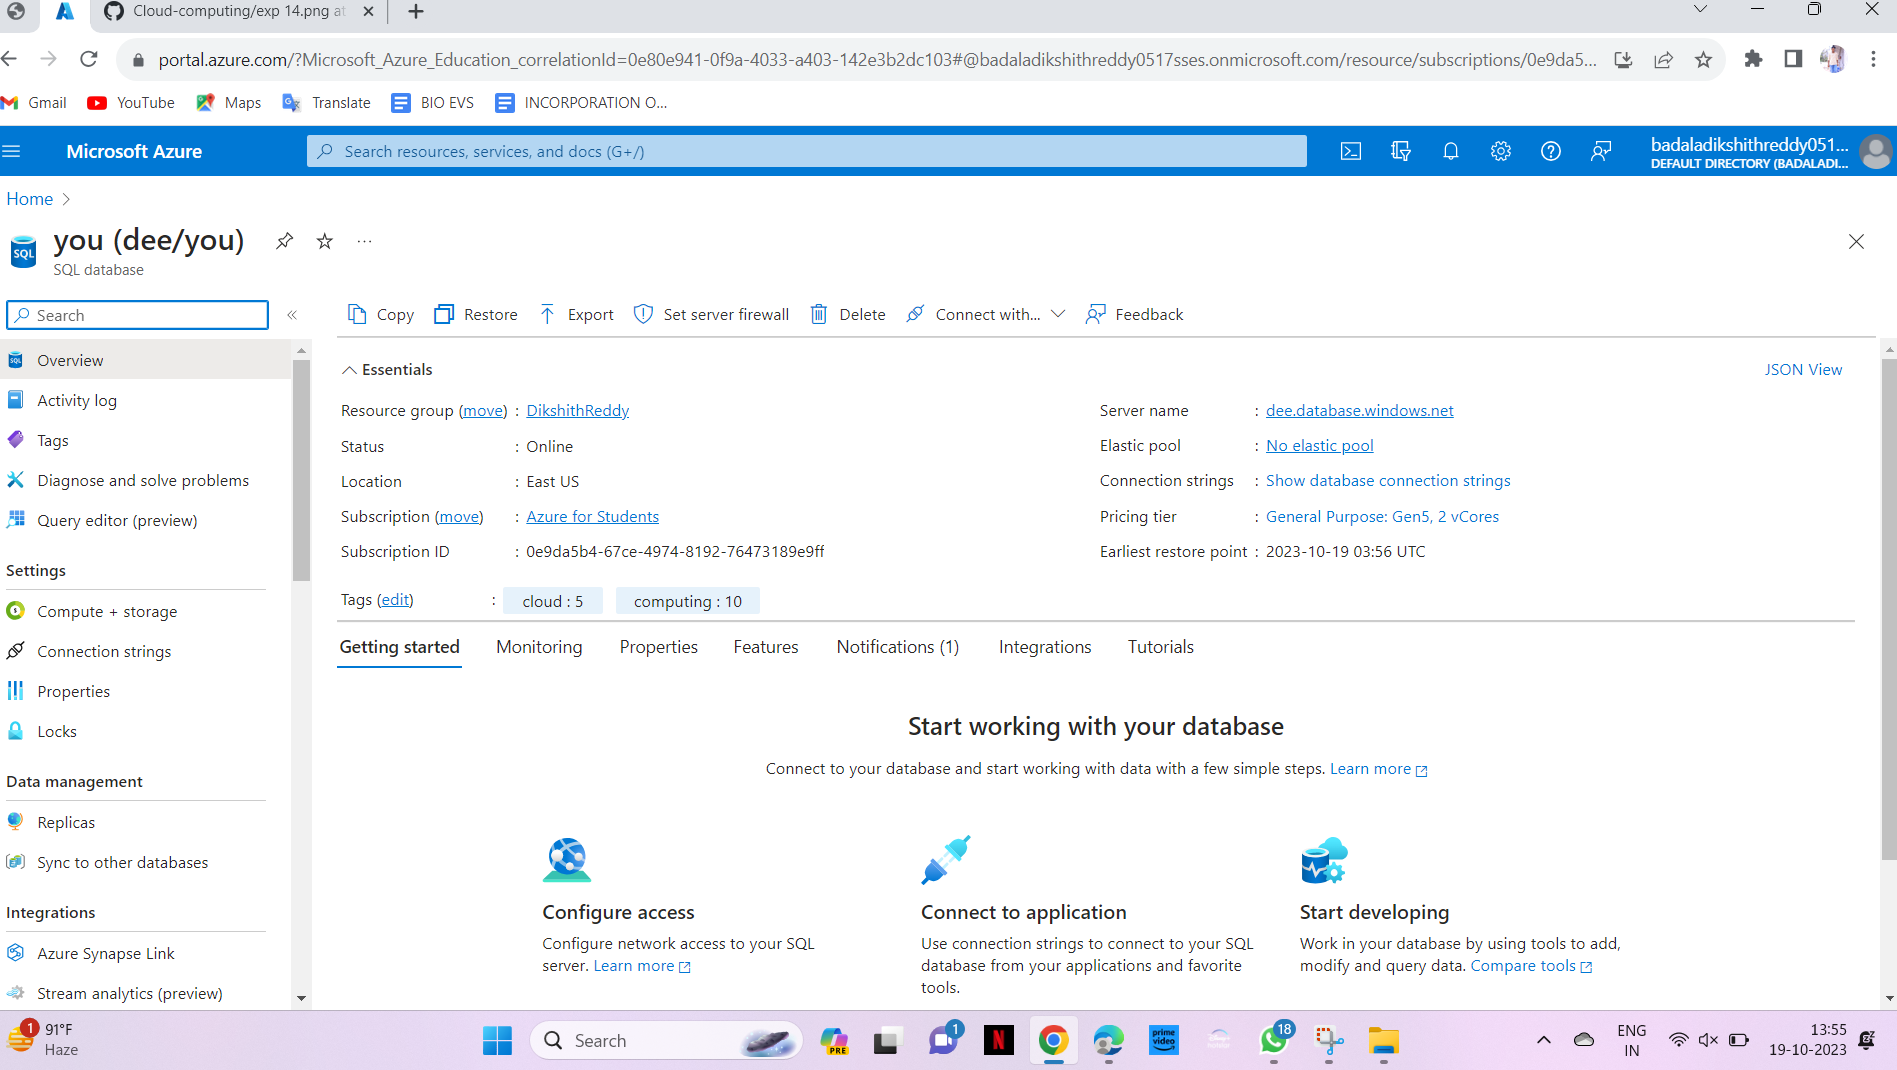 Cloud-computing/exp 14.png at
portal.azure.com/?Microsoft_Azure_Education_correlationId=0e80e941-0f9a-4033-a403-142e3b2dc103#@badaladikshithreddy0517sses.onmicrosoft.com/resource/subscriptions/0e9da5...
Gmail YouTube Maps Translate BIO EVS INCORPORATION O...
Microsoft Azure
Search resources, services, and docs (G+/)
badaladikshithreddy051...
DEFAULT DIRECTORY (BADALADI...
Home
you (dee/you)
SQL database
Search
Copy Restore Export Set server firewall Delete Connect with... Feedback
Overview
Activity log
Tags
Diagnose and solve problems
Query editor (preview)
Settings
Compute + storage
Connection strings
Properties
Locks
Data management
Replicas
Sync to other databases
Integrations
Azure Synapse Link
Stream analytics (preview)
Essentials
JSON View
Resource group (move) : DikshithReddy
Status : Online
Location : East US
Subscription (move) : Azure for Students
Subscription ID : 0e9da5b4-67ce-4974-8192-76473189e9ff
Server name : dee.database.windows.net
Elastic pool : No elastic pool
Connection strings : Show database connection strings
Pricing tier : General Purpose: Gen5, 2 vCores
Earliest restore point : 2023-10-19 03:56 UTC
Tags (edit) : cloud : 5 computing : 10
Getting started Monitoring Properties Features Notifications (1) Integrations Tutorials
Start working with your database
Connect to your database and start working with data with a few simple steps. Learn more
Configure access
Configure network access to your SQL
server. Learn more
Connect to application
Use connection strings to connect to your SQL
database from your applications and favorite
tools.
Start developing
Work in your database by using tools to add,
modify and query data. Compare tools
1
91°F
Haze
Search
PRE
1
N
prime
video
18
ENG
IN
13:55
19-10-2023